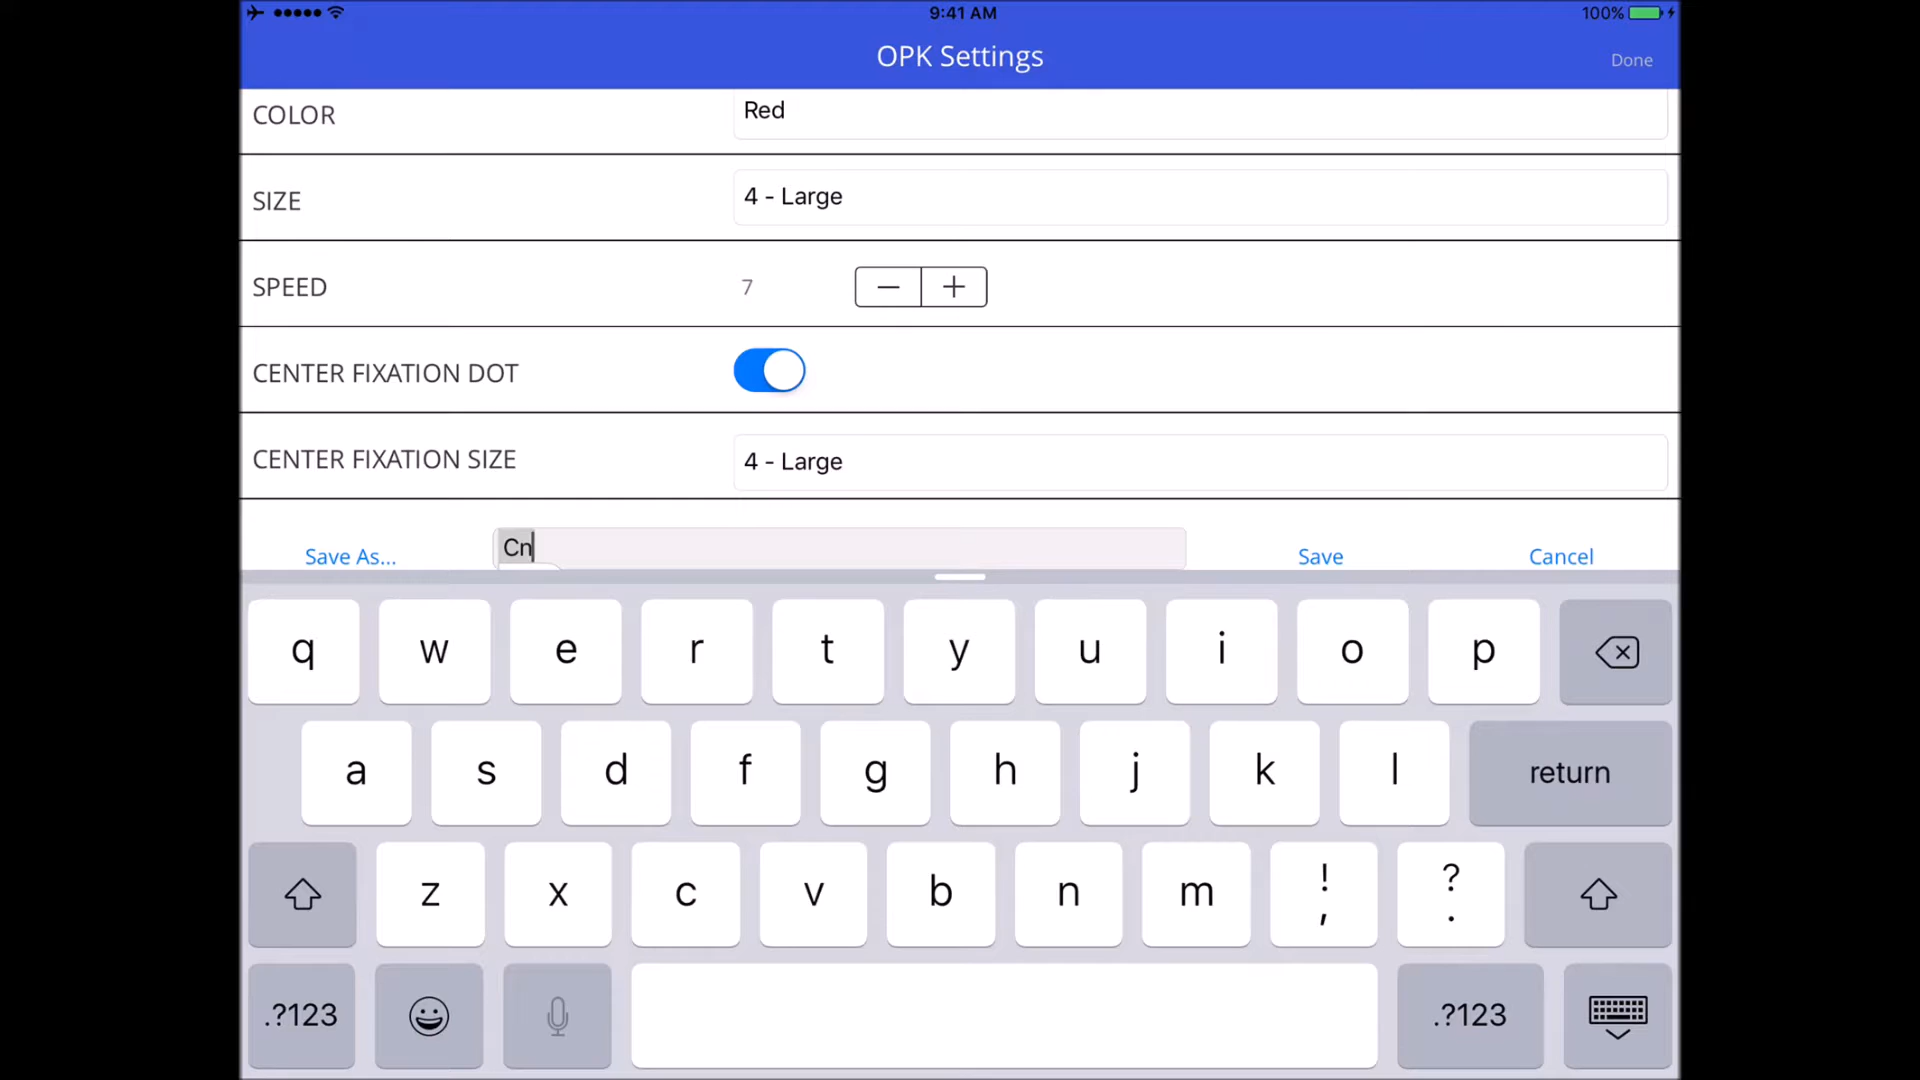 9:41 AM
100%
OPK Settings
Done
COLOR
Red
SIZE
4 - Large
SPEED
7
CENTER FIXATION DOT
CENTER FIXATION SIZE
4 - Large
Save As...
Cn
Save
Cancel
q w e r t y u i o p
a s d f g h j k l return
z x c v b n m ! , ? .
.?123 .?123